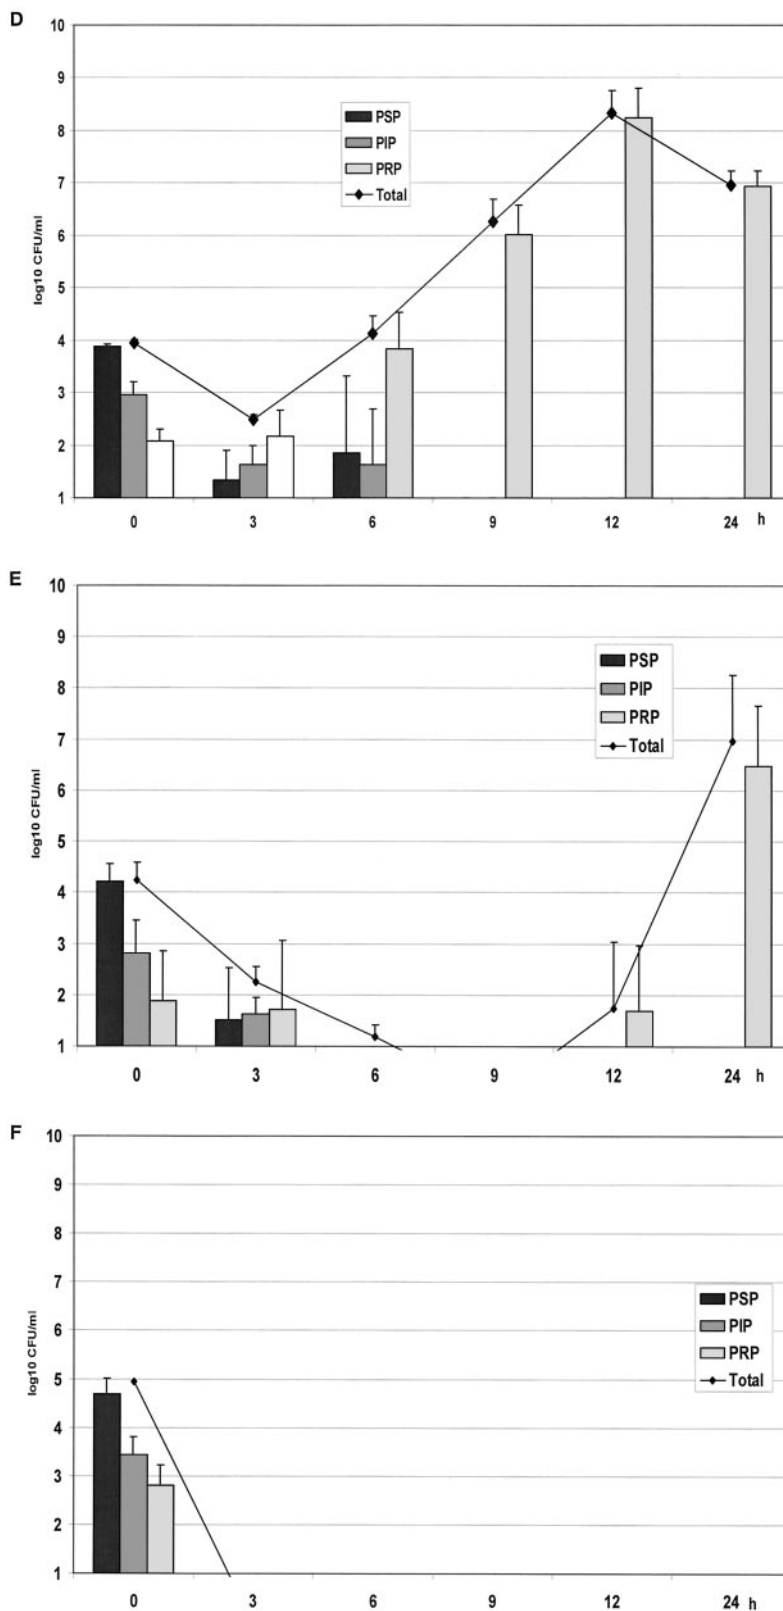 D
10
9
8
7
6
5
4
3
2
1
log10 CFU/ml
PSP
PIP
PRP
Total
0 3 6 9 12 24 h
E
10
9
8
7
6
5
4
3
2
1
log10 CFU/ml
PSP
PIP
PRP
Total
0 3 6 9 12 24 h
F
10
9
8
7
6
5
4
3
2
1
log10 CFU/ml
PSP
PIP
PRP
Total
0 3 6 9 12 24 h